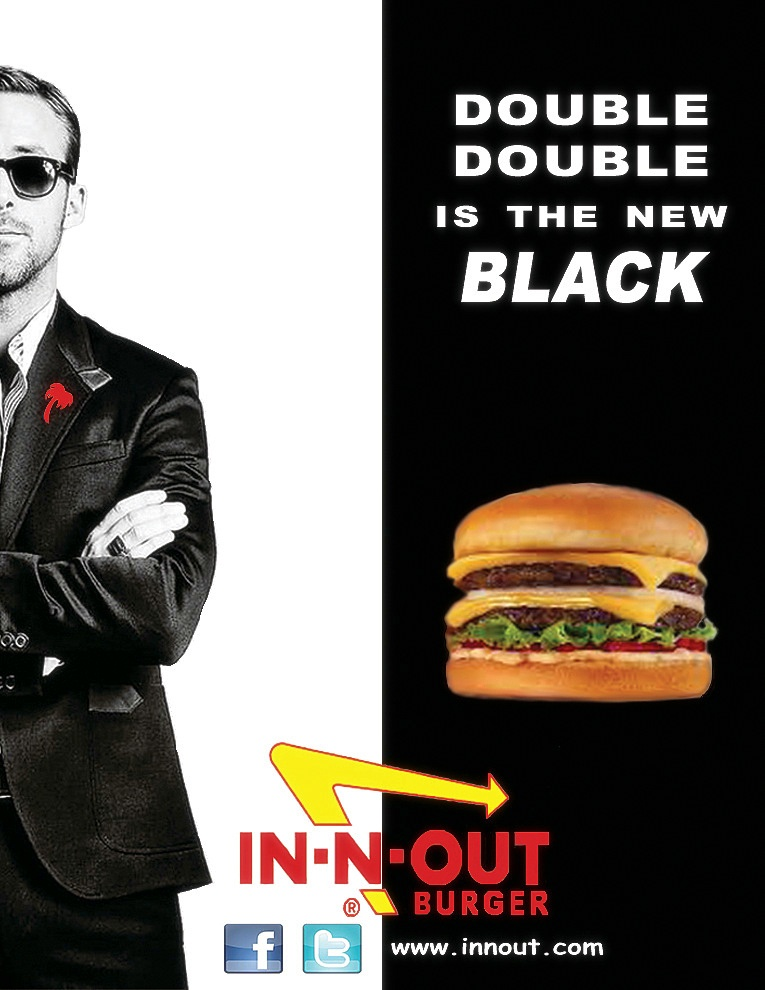 DOUBLE
DOUBLE
IS THE NEW
BLACK
IN-N-OUT
® BURGER
f t www.innout.com